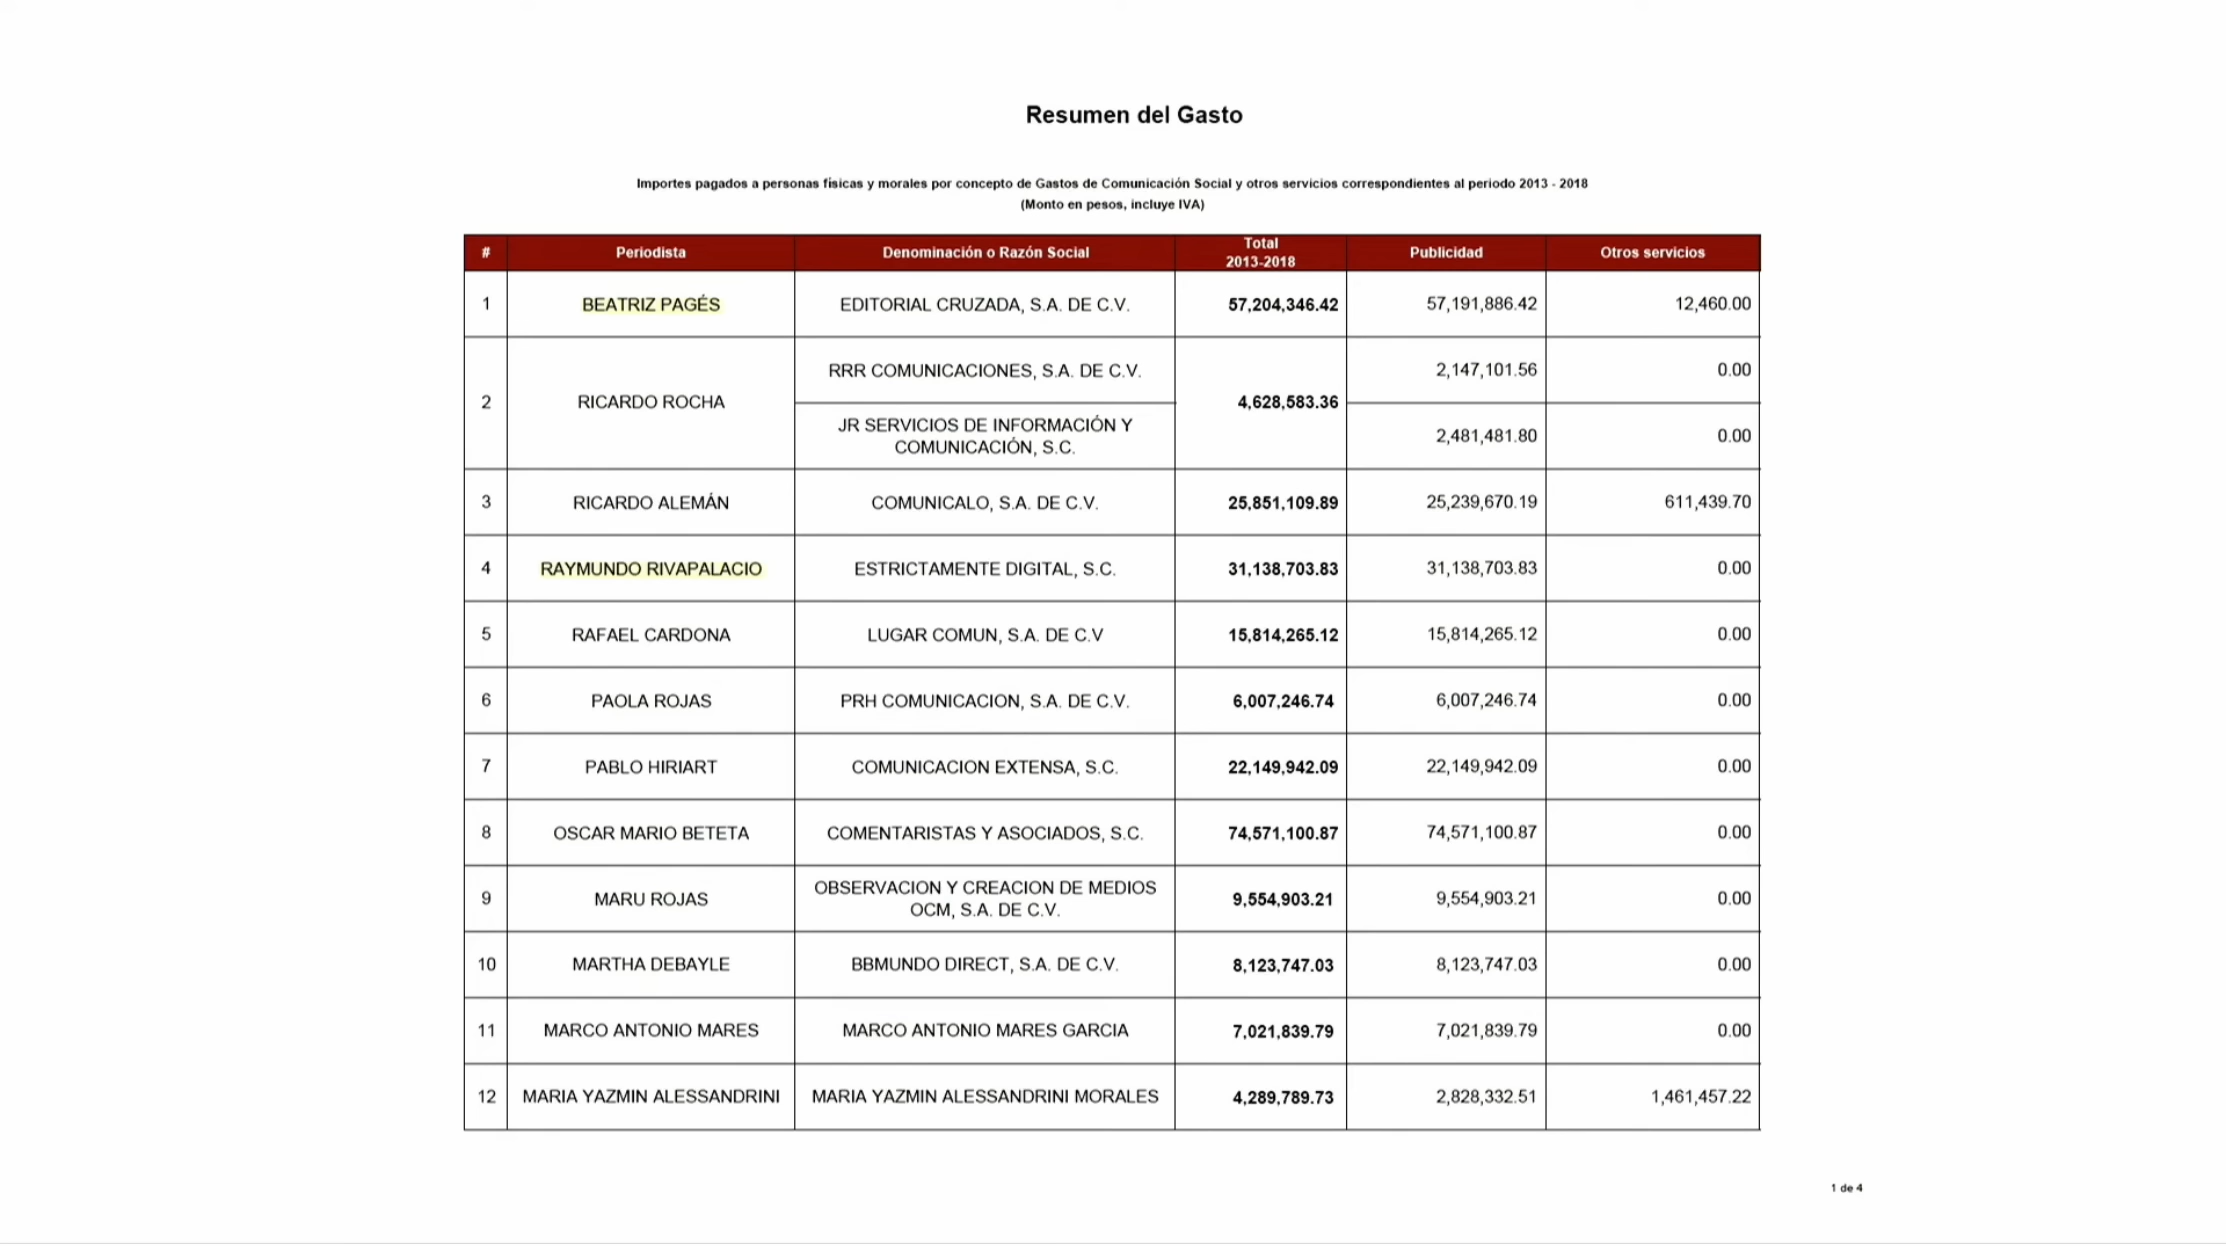 Resumen del Gasto
Importes pagados a personas físicas y morales por concepto de Gastos de Comunicación Social y otros servicios correspondientes al periodo 2013 - 2018
(Monto en pesos, incluye IVA)
# Periodista Denominación o Razón Social Total 2013-2018 Publicidad Otros servicios
1 BEATRIZ PAGÉS EDITORIAL CRUZADA, S.A. DE C.V. 57,204,346.42 57,191,886.42 12,460.00
2 RICARDO ROCHA RRR COMUNICACIONES, S.A. DE C.V. 4,628,583.36 2,147,101.56 0.00
JR SERVICIOS DE INFORMACIÓN Y
COMUNICACIÓN, S.C. 2,481,481.80 0.00
3 RICARDO ALEMÁN COMUNICALO, S.A. DE C.V. 25,851,109.89 25,239,670.19 611,439.70
4 RAYMUNDO RIVAPALACIO ESTRICTAMENTE DIGITAL, S.C. 31,138,703.83 31,138,703.83 0.00
5 RAFAEL CARDONA LUGAR COMUN, S.A. DE C.V 15,814,265.12 15,814,265.12 0.00
6 PAOLA ROJAS PRH COMUNICACION, S.A. DE C.V. 6,007,246.74 6,007,246.74 0.00
7 PABLO HIRIART COMUNICACION EXTENSA, S.C. 22,149,942.09 22,149,942.09 0.00
8 OSCAR MARIO BETETA COMENTARISTAS Y ASOCIADOS, S.C. 74,571,100.87 74,571,100.87 0.00
9 MARU ROJAS OBSERVACION Y CREACION DE MEDIOS
OCM, S.A. DE C.V. 9,554,903.21 9,554,903.21 0.00
10 MARTHA DEBAYLE BBMUNDO DIRECT, S.A. DE C.V. 8,123,747.03 8,123,747.03 0.00
11 MARCO ANTONIO MARES MARCO ANTONIO MARES GARCIA 7,021,839.79 7,021,839.79 0.00
12 MARIA YAZMIN ALESSANDRINI MARIA YAZMIN ALESSANDRINI MORALES 4,289,789.73 2,828,332.51 1,461,457.22
1 de 4